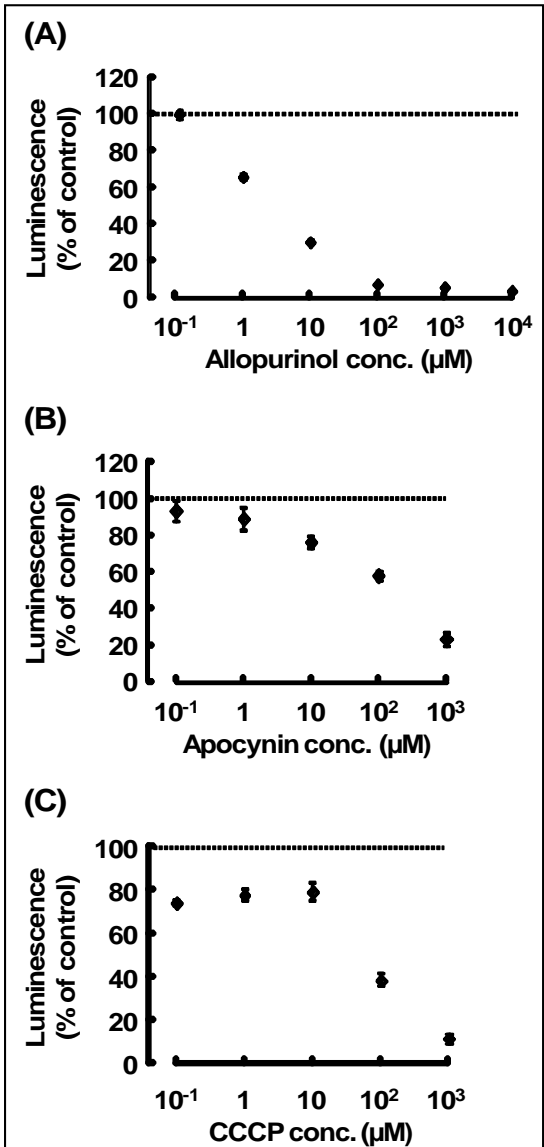 (A)
Luminescence
(% of control)
120
100
80
60
40
20
0
10⁻¹ 1 10 10² 10³ 10⁴
Allopurinol conc. (µM)
(B)
Luminescence
(% of control)
120
100
80
60
40
20
0
10⁻¹ 1 10 10² 10³
Apocynin conc. (µM)
(C)
Luminescence
(% of control)
100
80
60
40
20
0
10⁻¹ 1 10 10² 10³
CCCP conc. (µM)